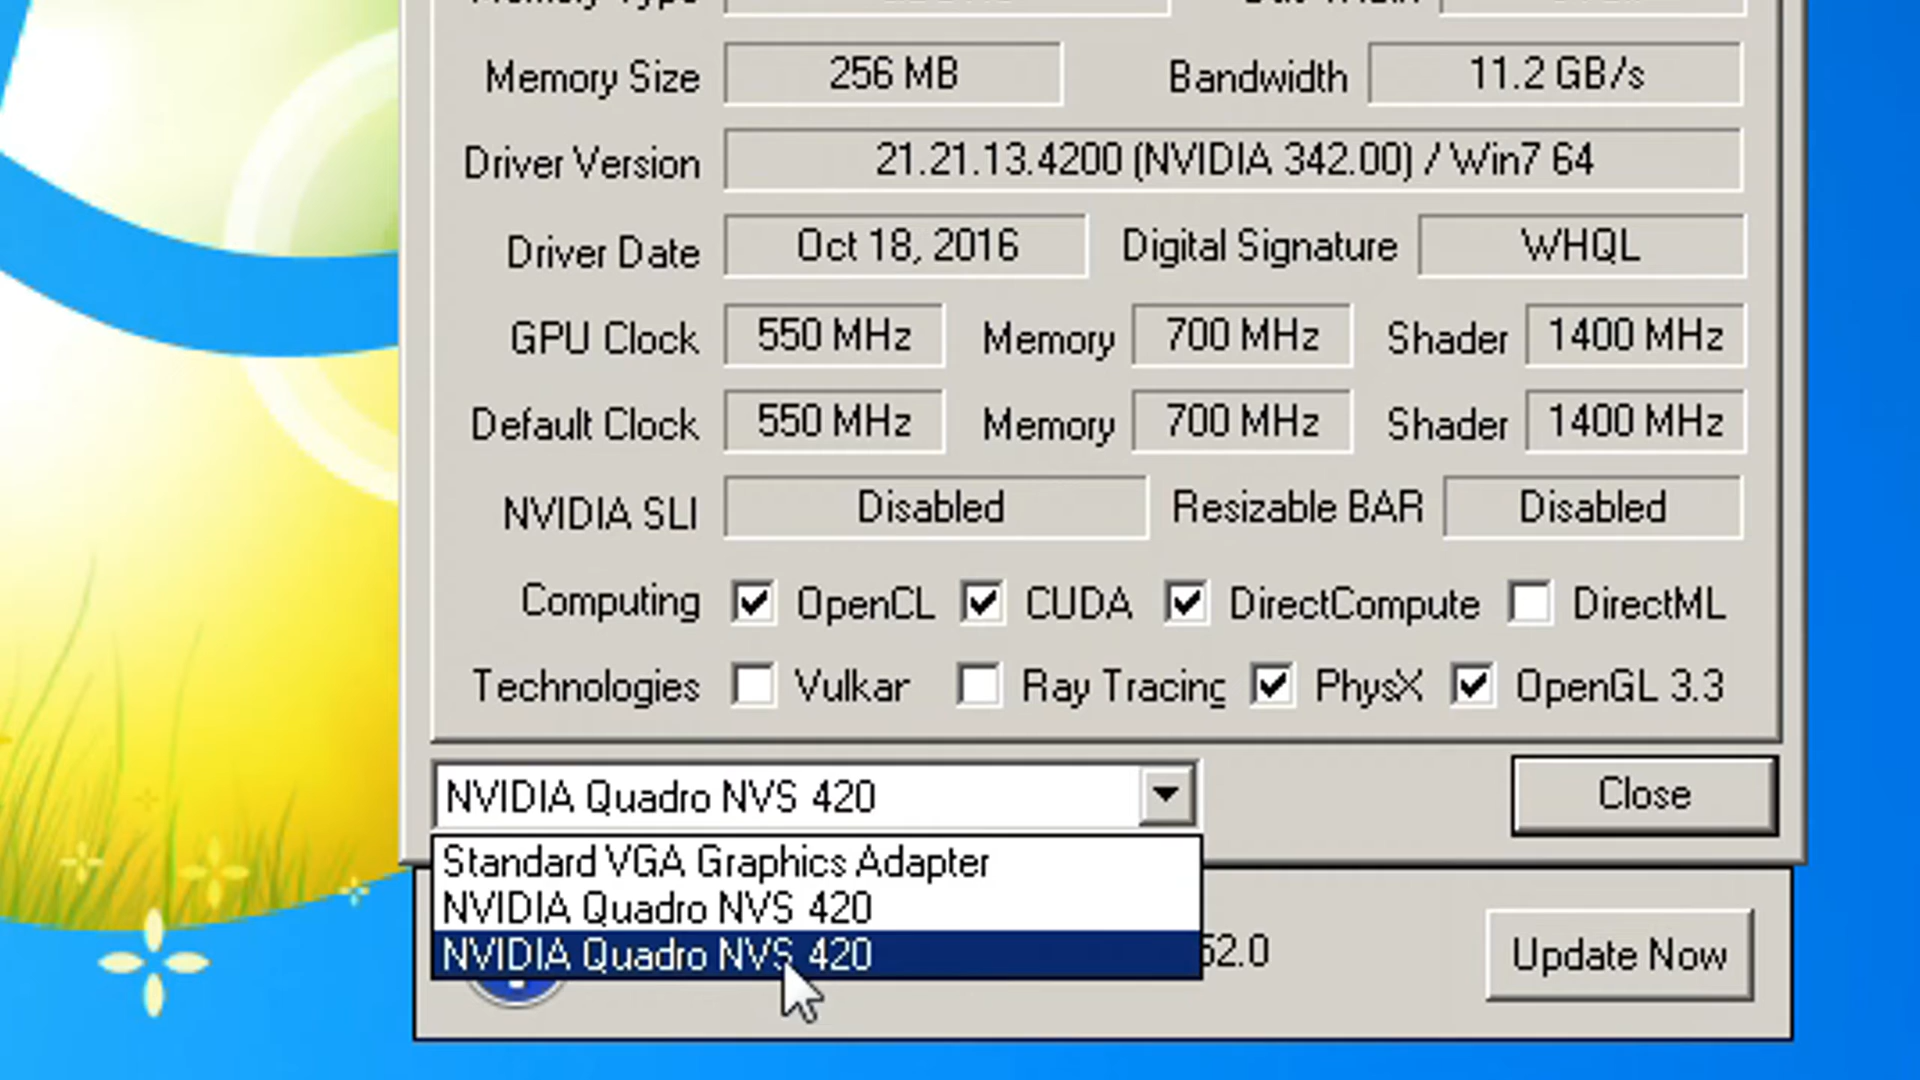 Memory Type
Memory Size 256 MB Bandwidth 11.2 GB/s
Driver Version 21.21.13.4200 (NVIDIA 342.00) / Win7 64
Driver Date Oct 18, 2016 Digital Signature WHQL
GPU Clock 550 MHz Memory 700 MHz Shader 1400 MHz
Default Clock 550 MHz Memory 700 MHz Shader 1400 MHz
NVIDIA SLI Disabled Resizable BAR Disabled
Computing OpenCL CUDA DirectCompute DirectML
Technologies Vulkan Ray Tracing PhysX OpenGL 3.3
NVIDIA Quadro NVS 420 Close
Standard VGA Graphics Adapter
NVIDIA Quadro NVS 420
NVIDIA Quadro NVS 420
52.0 Update Now